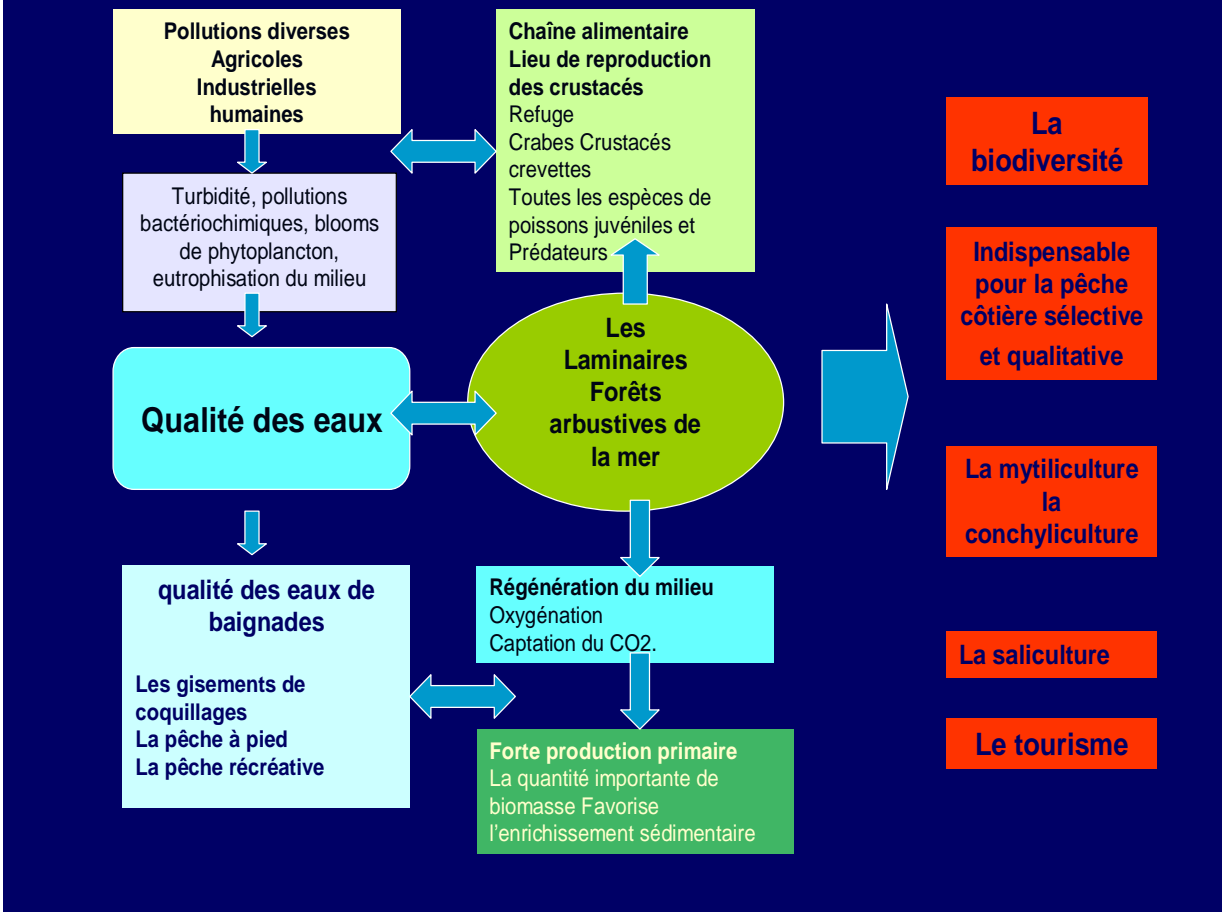 Pollutions diverses
Agricoles
Industrielles
humaines
Turbidité, pollutions
bactériochimiques, blooms
de phytoplancton,
eutrophisation du milieu
Qualité des eaux
qualité des eaux de
baignades
Les gisements de
coquillages
La pêche à pied
La pêche récréative
Chaîne alimentaire
Lieu de reproduction
des crustacés
Refuge
Crabes Crustacés
crevettes
Toutes les espèces de
poissons juvéniles et
Prédateurs
Les
Laminaires
Forêts
arbustives de
la mer
Régénération du milieu
Oxygénation
Captation du CO2.
Forte production primaire
La quantité importante de
biomasse Favorise
l'enrichissement sédimentaire
La
biodiversité
Indispensable
pour la pêche
côtière sélective
et qualitative
La mytiliculture
la
conchyliculture
La saliculture
Le tourisme